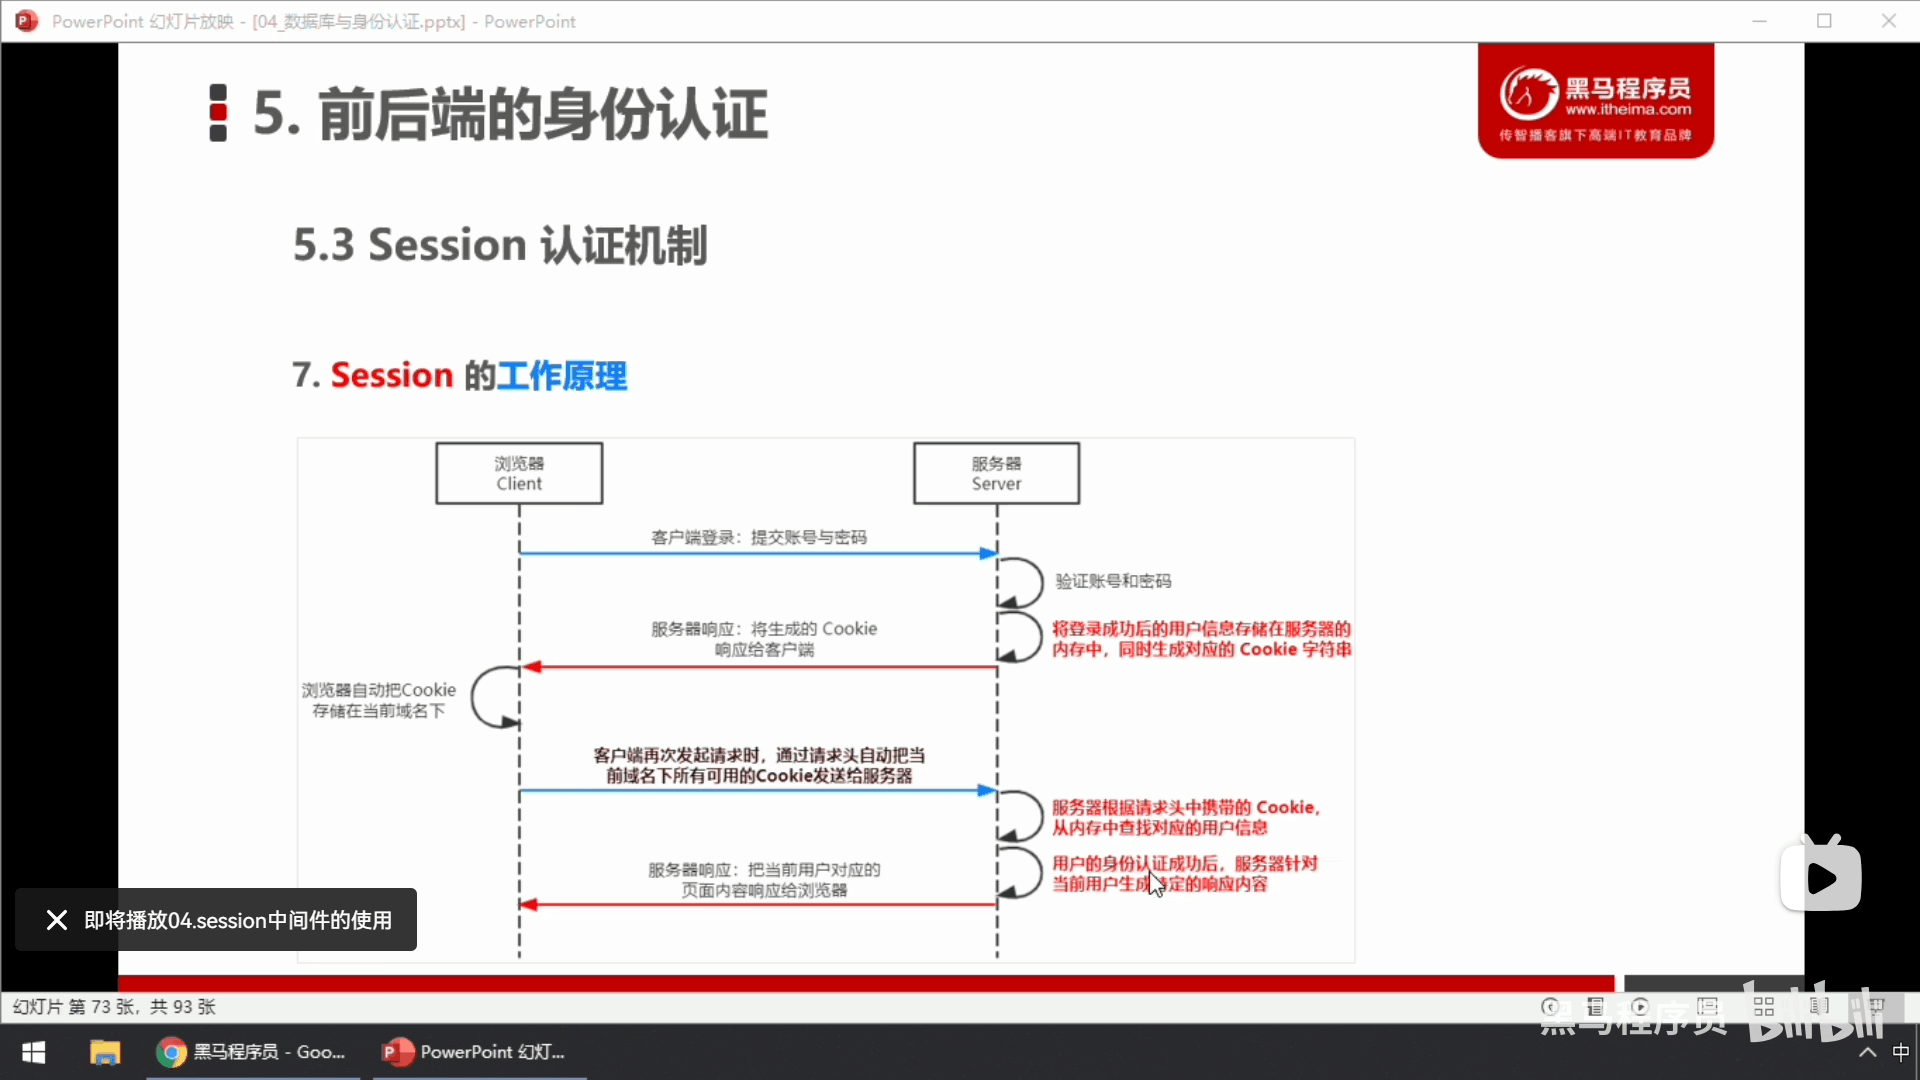 PowerPoint 幻灯片放映 - [04_数据库与身份认证.pptx] - PowerPoint
5. 前后端的身份认证
黑马程序员
www.itheima.com
传智播客旗下高端IT教育品牌
5.3 Session 认证机制
7. Session 的工作原理
浏览器
Client
服务器
Server
客户端登录：提交账号与密码
验证账号和密码
服务器响应：将生成的 Cookie
响应给客户端
将登录成功后的用户信息存储在服务器的
内存中，同时生成对应的 Cookie 字符串
浏览器自动把Cookie
存储在当前域名下
客户端再次发起请求时，通过请求头自动把当
前域名下所有可用的Cookie发送给服务器
服务器根据请求头中携带的 Cookie，
从内存中查找对应的用户信息
用户的身份认证成功后，服务器针对
当前用户生成特定的响应内容
服务器响应：把当前用户对应的
页面内容响应给浏览器
即将播放04.session中间件的使用
幻灯片 第 73 张，共 93 张
黑马程序员 bilibili
黑马程序员 - Goo...
PowerPoint 幻灯...
中